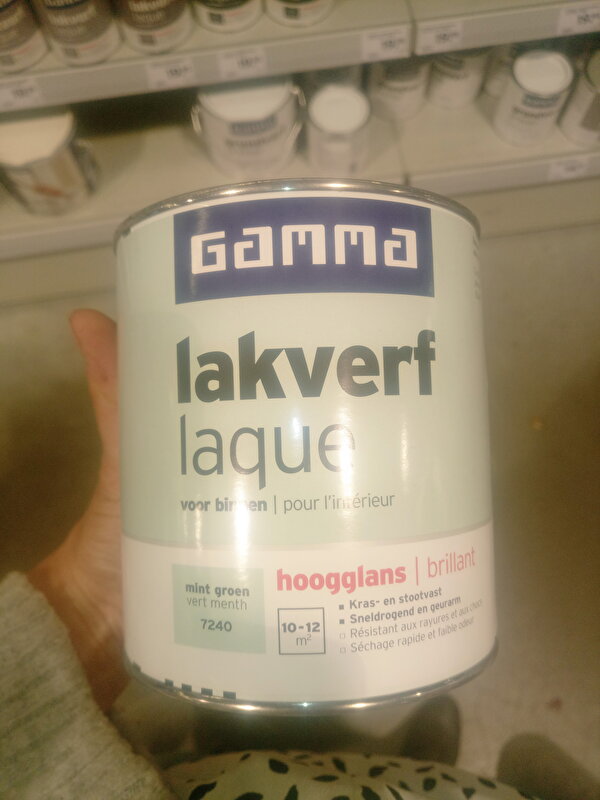 GAMMA
lakverf
laque
voor binnen | pour l'intérieur
hoogglans | brillant
mint groen
vert menth
7240
10-12
m²
Kras- en stootvast
Sneldrogend en geurarm
Résistant aux rayures et aux chocs
Séchage rapide et faible odeur